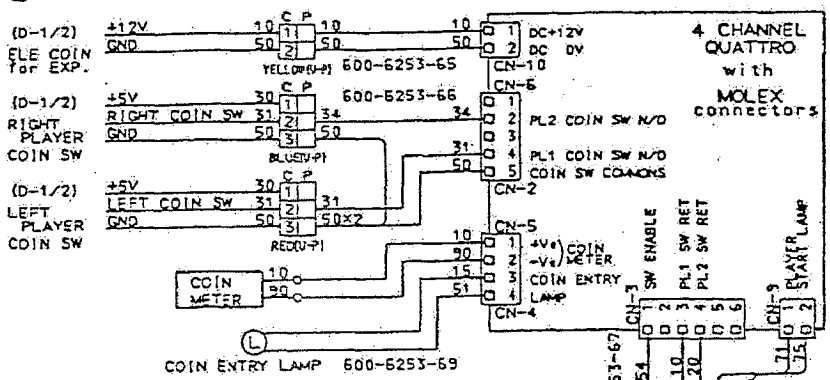 C P
(D-1/2) +12V 10 1 10 10 1 DC+12V 4 CHANNEL
ELE COIN GND 50 2 50 50 2 DC 0V QUATTRO
for EXP. YELLOW(V-P) 600-6253-65 CN-10 with
CN-6 MOLEX
connectors
C P
(D-1/2) +5V 30 1 600-6253-66 1
RIGHT RIGHT COIN SW 31 2 34 34 2 PL2 COIN SW N/O
PLAYER GND 50 3 50 3
COIN SW BLUE(V-P) 31 4 PL1 COIN SW N/O
50 5 COIN SW COMMONS
C P
CN-2
(D-1/2) +5V 30 1
LEFT LEFT COIN SW 31 2 31
PLAYER GND 50 3 50X2
COIN SW RED(V-P)
CN-5
10 1 +Ve COIN
90 2 -Ve METER
COIN 10 15 3 COIN ENTRY
METER 90 51 4 LAMP
CN-4
L
COIN ENTRY LAMP 600-6253-69
SW ENABLE
PL1 SW RET
PL2 SW RET
CN-3
1 2 3 4 5 6
54 10 20
53-67
PLAYER
START LAMP
CN-9
1 2
71 75